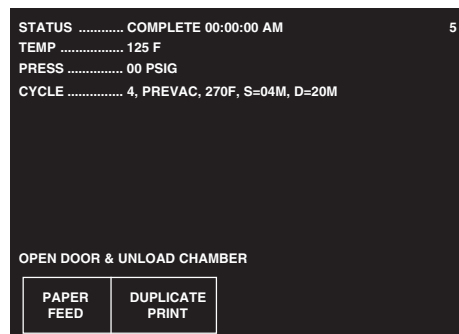 STATUS ............ COMPLETE 00:00:00 AM 5
TEMP ................. 125 F
PRESS ............... 00 PSIG
CYCLE ............... 4, PREVAC, 270F, S=04M, D=20M
OPEN DOOR & UNLOAD CHAMBER
PAPER FEED
DUPLICATE PRINT